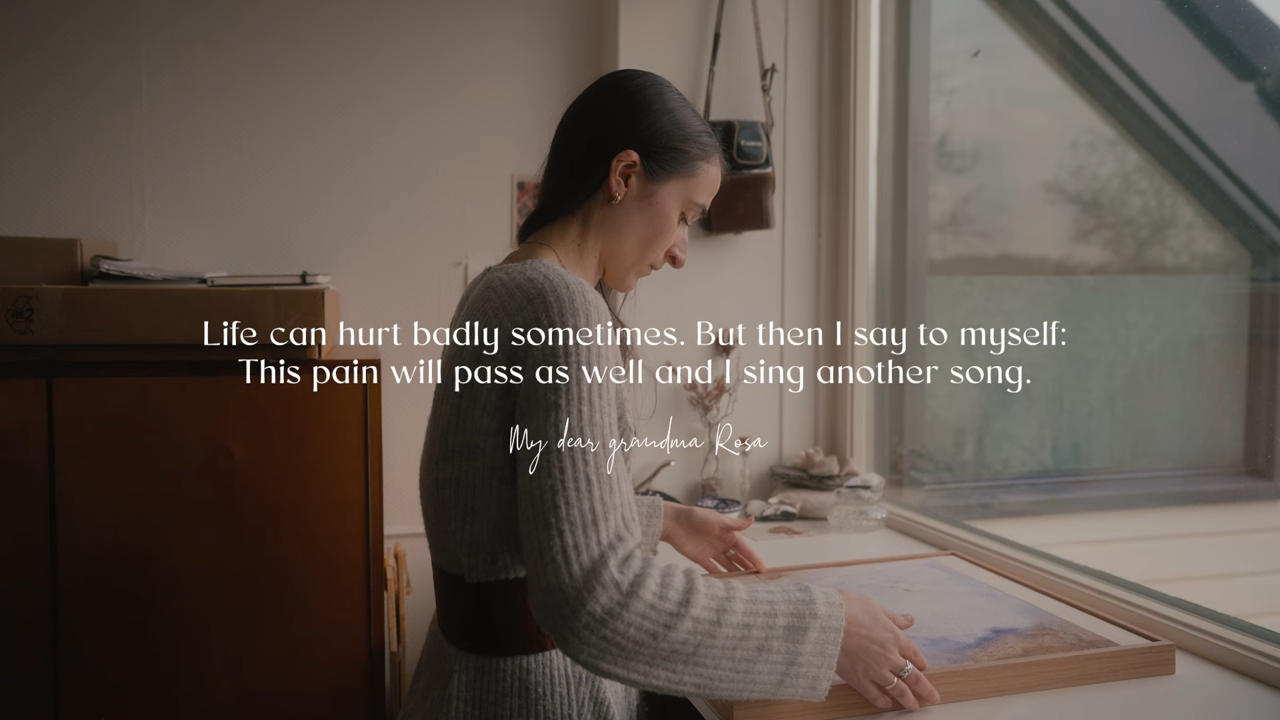 Life can hurt badly sometimes. But then I say to myself:
This pain will pass as well and I sing another song.
My dear grandma Rosa
Canon